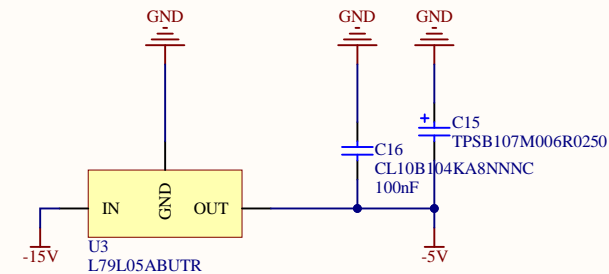 GND
GND
GND
C15
TPSB107M006R0250
C16
CL10B104KA8NNNC
100nF
IN
GND
OUT
U3
L79L05ABUTR
-15V
-5V